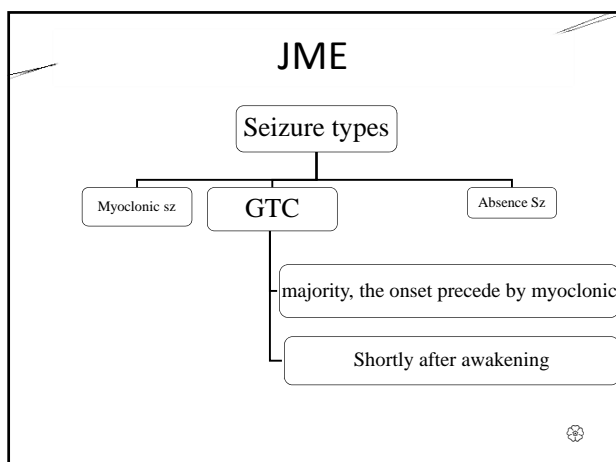 JME
Seizure types
Myoclonic sz
GTC
Absence Sz
majority, the onset precede by myoclonic
Shortly after awakening